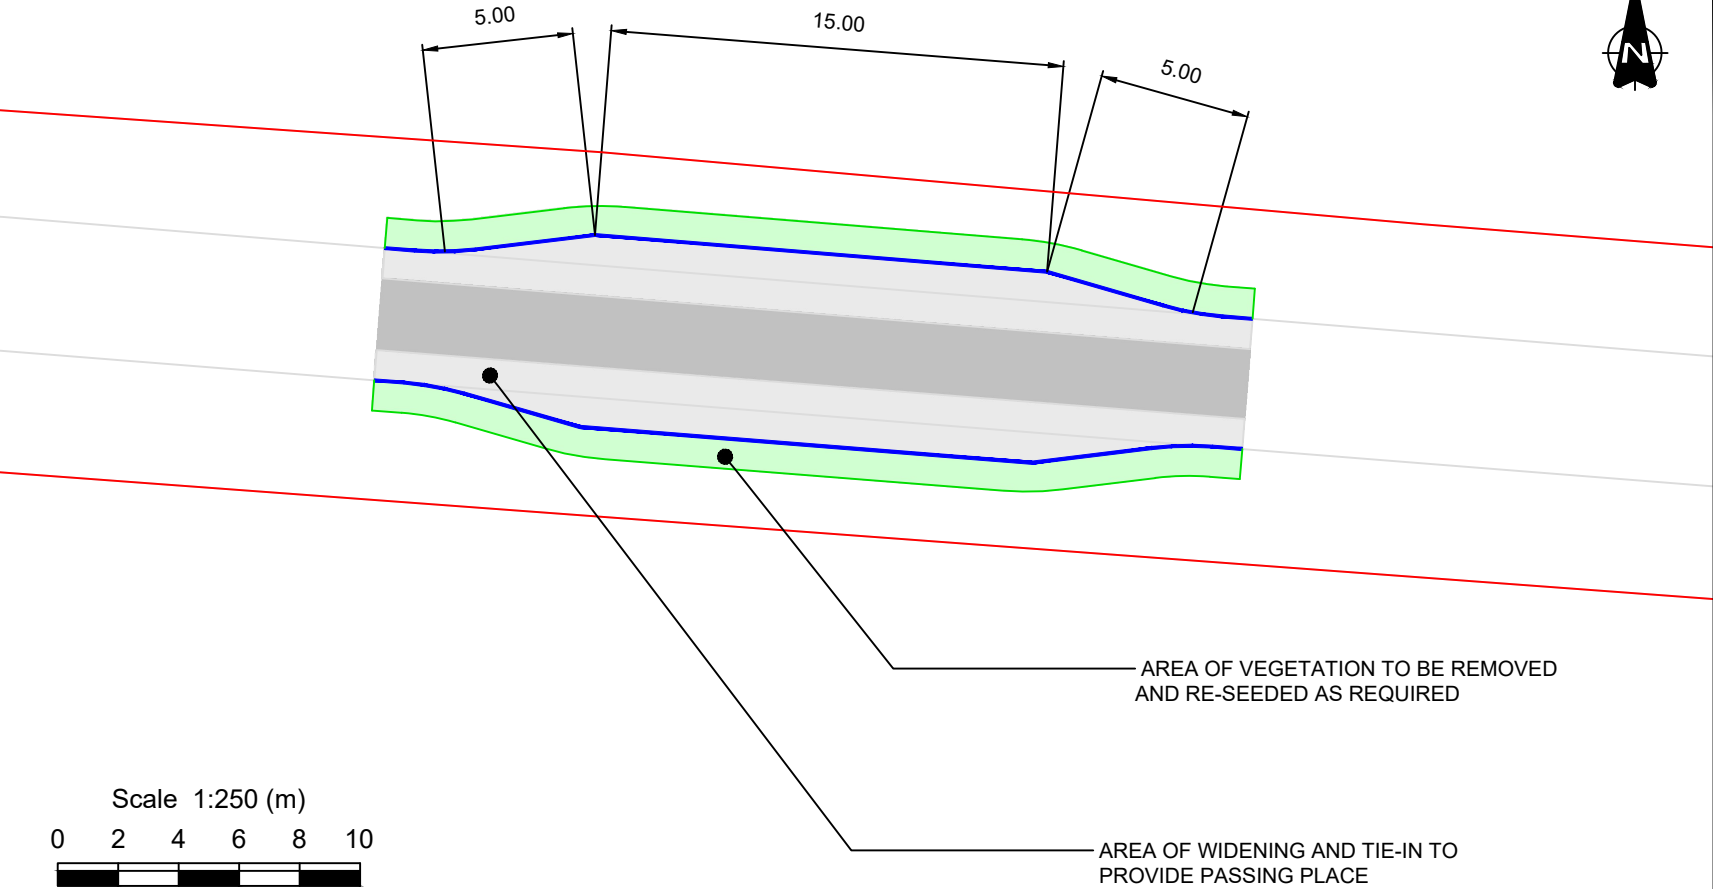 5.00
15.00
5.00
N
AREA OF VEGETATION TO BE REMOVED
AND RE-SEEDED AS REQUIRED
Scale 1:250 (m)
0 2 4 6 8 10
AREA OF WIDENING AND TIE-IN TO
PROVIDE PASSING PLACE